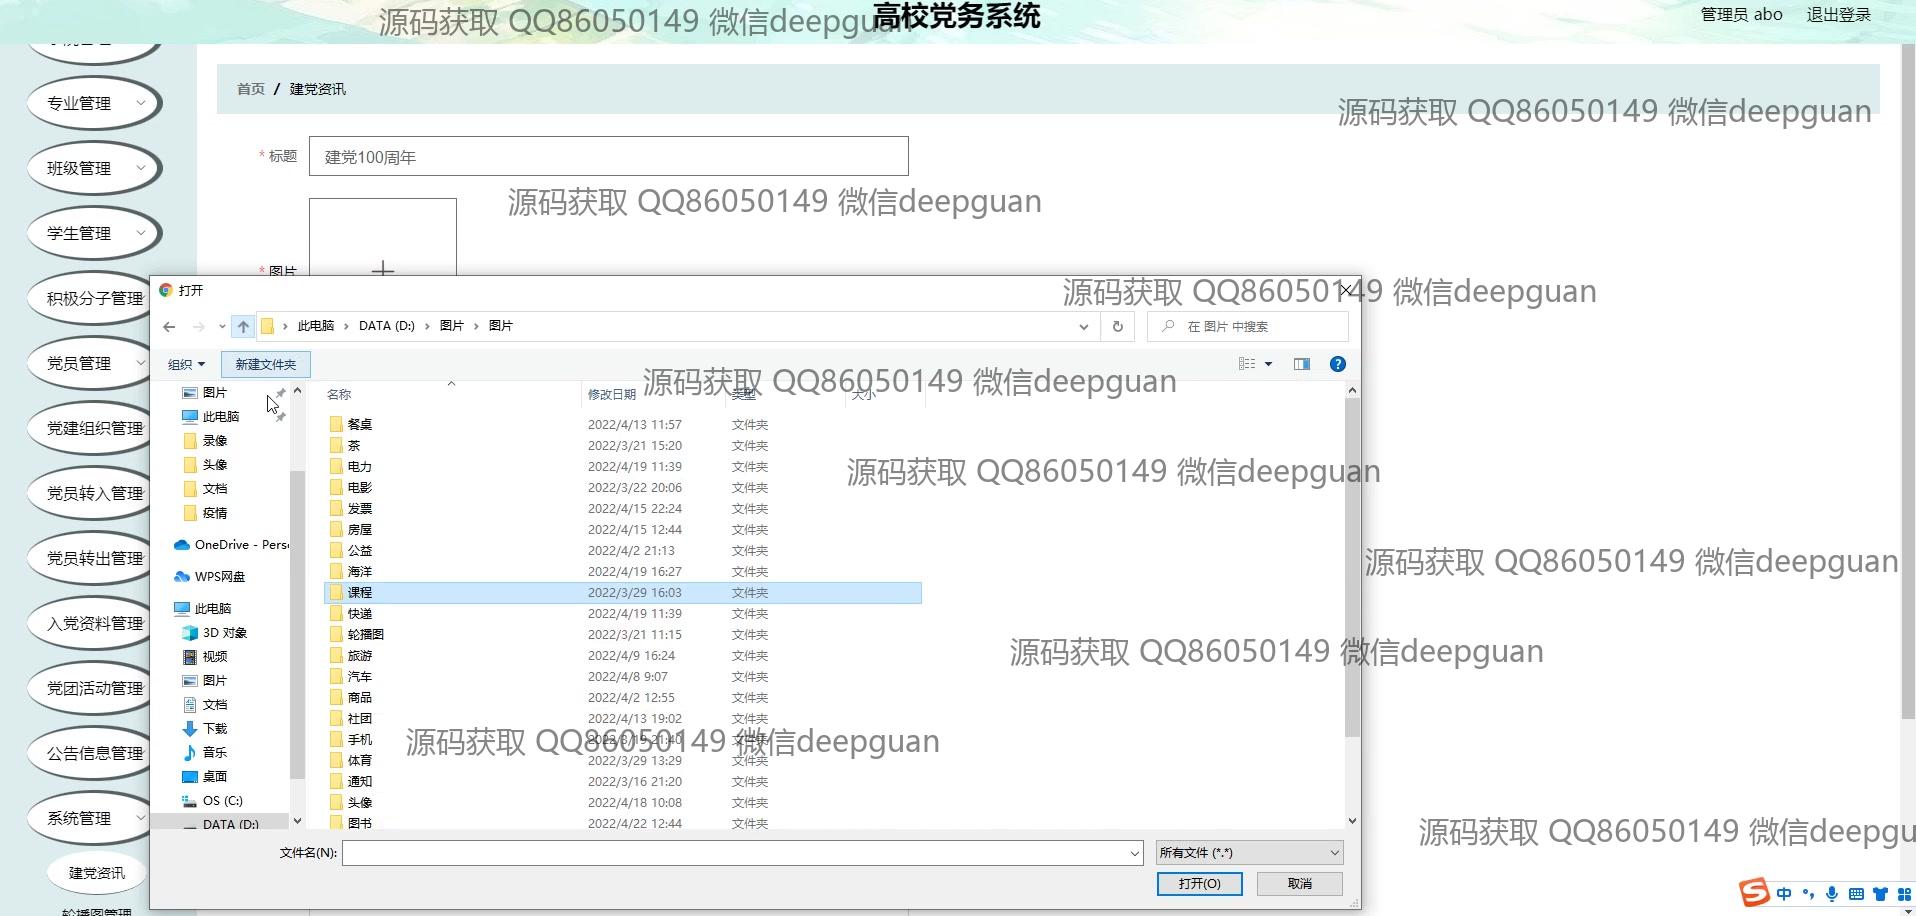 高校党务系统
管理员 abo
退出登录
源码获取 QQ86050149 微信deepguan
首页 / 建党资讯
源码获取 QQ86050149 微信deepguan
* 标题
建党100周年
源码获取 QQ86050149 微信deepguan
* 图片
专业管理
班级管理
学生管理
积极分子管理
党员管理
党建组织管理
党员转入管理
党员转出管理
入党资料管理
党团活动管理
公告信息管理
系统管理
建党资讯
轮播图管理
打开
源码获取 QQ86050149 微信deepguan
此电脑 › DATA (D:) › 图片 › 图片
在 图片 中搜索
组织
新建文件夹
源码获取 QQ86050149 微信deepguan
图片
此电脑
录像
头像
文档
疫情
OneDrive - Pers
WPS网盘
此电脑
3D 对象
视频
图片
文档
下载
音乐
桌面
OS (C:)
DATA (D:)
名称 修改日期 类型 大小
餐桌 2022/4/13 11:57 文件夹
茶 2022/3/21 15:20 文件夹
电力 2022/4/19 11:39 文件夹
电影 2022/3/22 20:06 文件夹
发票 2022/4/15 22:24 文件夹
房屋 2022/4/15 12:44 文件夹
公益 2022/4/2 21:13 文件夹
海洋 2022/4/19 16:27 文件夹
课程 2022/3/29 16:03 文件夹
快递 2022/4/19 11:39 文件夹
轮播图 2022/3/21 11:15 文件夹
旅游 2022/4/9 16:24 文件夹
汽车 2022/4/8 9:07 文件夹
商品 2022/4/2 12:55 文件夹
社团 2022/4/13 19:02 文件夹
手机 2022/3/19 21:40 文件夹
体育 2022/3/29 13:29 文件夹
通知 2022/3/16 21:20 文件夹
头像 2022/4/18 10:08 文件夹
图书 2022/4/22 12:44 文件夹
源码获取 QQ86050149 微信deepguan
源码获取 QQ86050149 微信deepguan
源码获取 QQ86050149 微信deepguan
源码获取 QQ86050149 微信deepguan
源码获取 QQ86050149 微信deepgu
文件名(N):
所有文件 (*.*)
打开(O)
取消
中